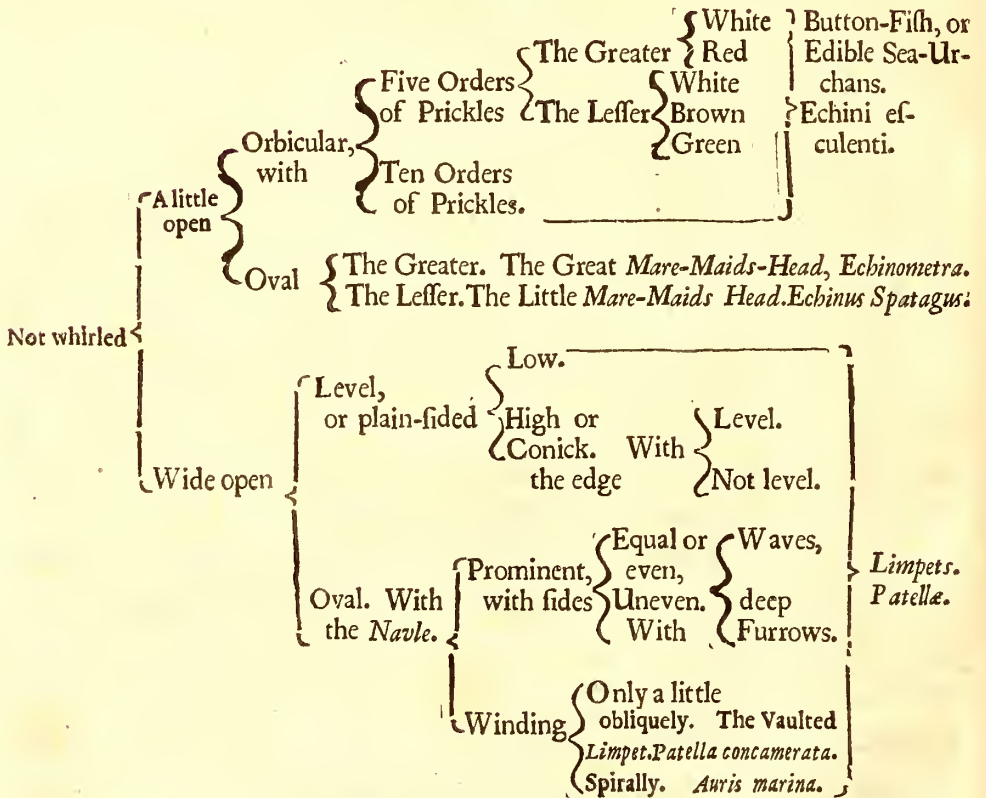 White
Red
The Greater
Five Orders
of Prickles
The Leſſer
White
Brown
Green
Button-Fiſh, or
Edible Sea-Ur-
chans.
Echini eſ-
culenti.
Orbicular,
with
Ten Orders
of Prickles.
A little
open
Oval
The Greater. The Great Mare-Maids-Head, Echinometra.
The Leſſer. The Little Mare-Maids Head. Echinus Spatagus:
Not whirled
Wide open
Level,
or plain-ſided
Low.
High or
Conick. With
the edge
Level.
Not level.
Oval. With
the Navle.
Prominent,
with ſides
Equal or
even,
Uneven.
With
Waves,
deep
Furrows.
Winding
Only a little
obliquely. The Vaulted
Limpet. Patella concamerata.
Spirally. Auris marina.
Limpets.
Patellæ.